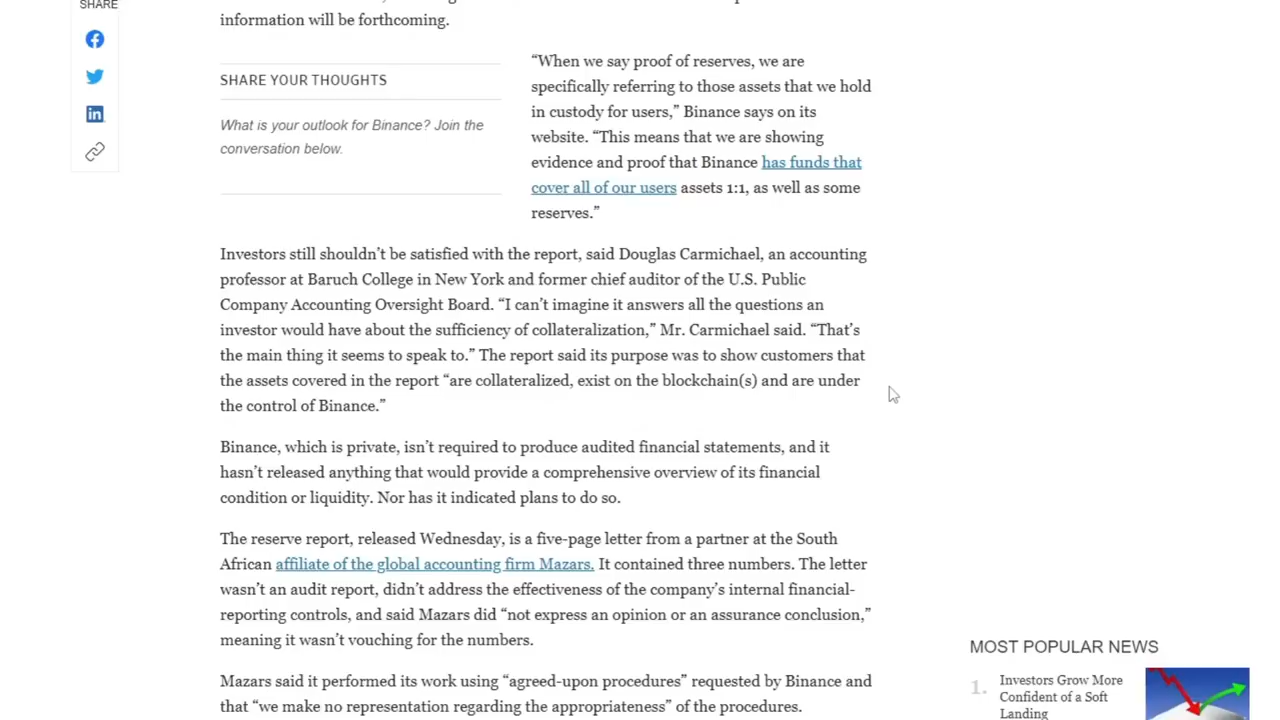 SHARE
information will be forthcoming.
SHARE YOUR THOUGHTS
What is your outlook for Binance? Join the
conversation below.
“When we say proof of reserves, we are
specifically referring to those assets that we hold
in custody for users,” Binance says on its
website. “This means that we are showing
evidence and proof that Binance has funds that
cover all of our users assets 1:1, as well as some
reserves.”
Investors still shouldn’t be satisfied with the report, said Douglas Carmichael, an accounting
professor at Baruch College in New York and former chief auditor of the U.S. Public
Company Accounting Oversight Board. “I can’t imagine it answers all the questions an
investor would have about the sufficiency of collateralization,” Mr. Carmichael said. “That’s
the main thing it seems to speak to.” The report said its purpose was to show customers that
the assets covered in the report “are collateralized, exist on the blockchain(s) and are under
the control of Binance.”
Binance, which is private, isn’t required to produce audited financial statements, and it
hasn’t released anything that would provide a comprehensive overview of its financial
condition or liquidity. Nor has it indicated plans to do so.
The reserve report, released Wednesday, is a five-page letter from a partner at the South
African affiliate of the global accounting firm Mazars. It contained three numbers. The letter
wasn’t an audit report, didn’t address the effectiveness of the company’s internal financial-
reporting controls, and said Mazars did “not express an opinion or an assurance conclusion,”
meaning it wasn’t vouching for the numbers.
Mazars said it performed its work using “agreed-upon procedures” requested by Binance and
that “we make no representation regarding the appropriateness” of the procedures.
MOST POPULAR NEWS
1.
Investors Grow More
Confident of a Soft
Landing